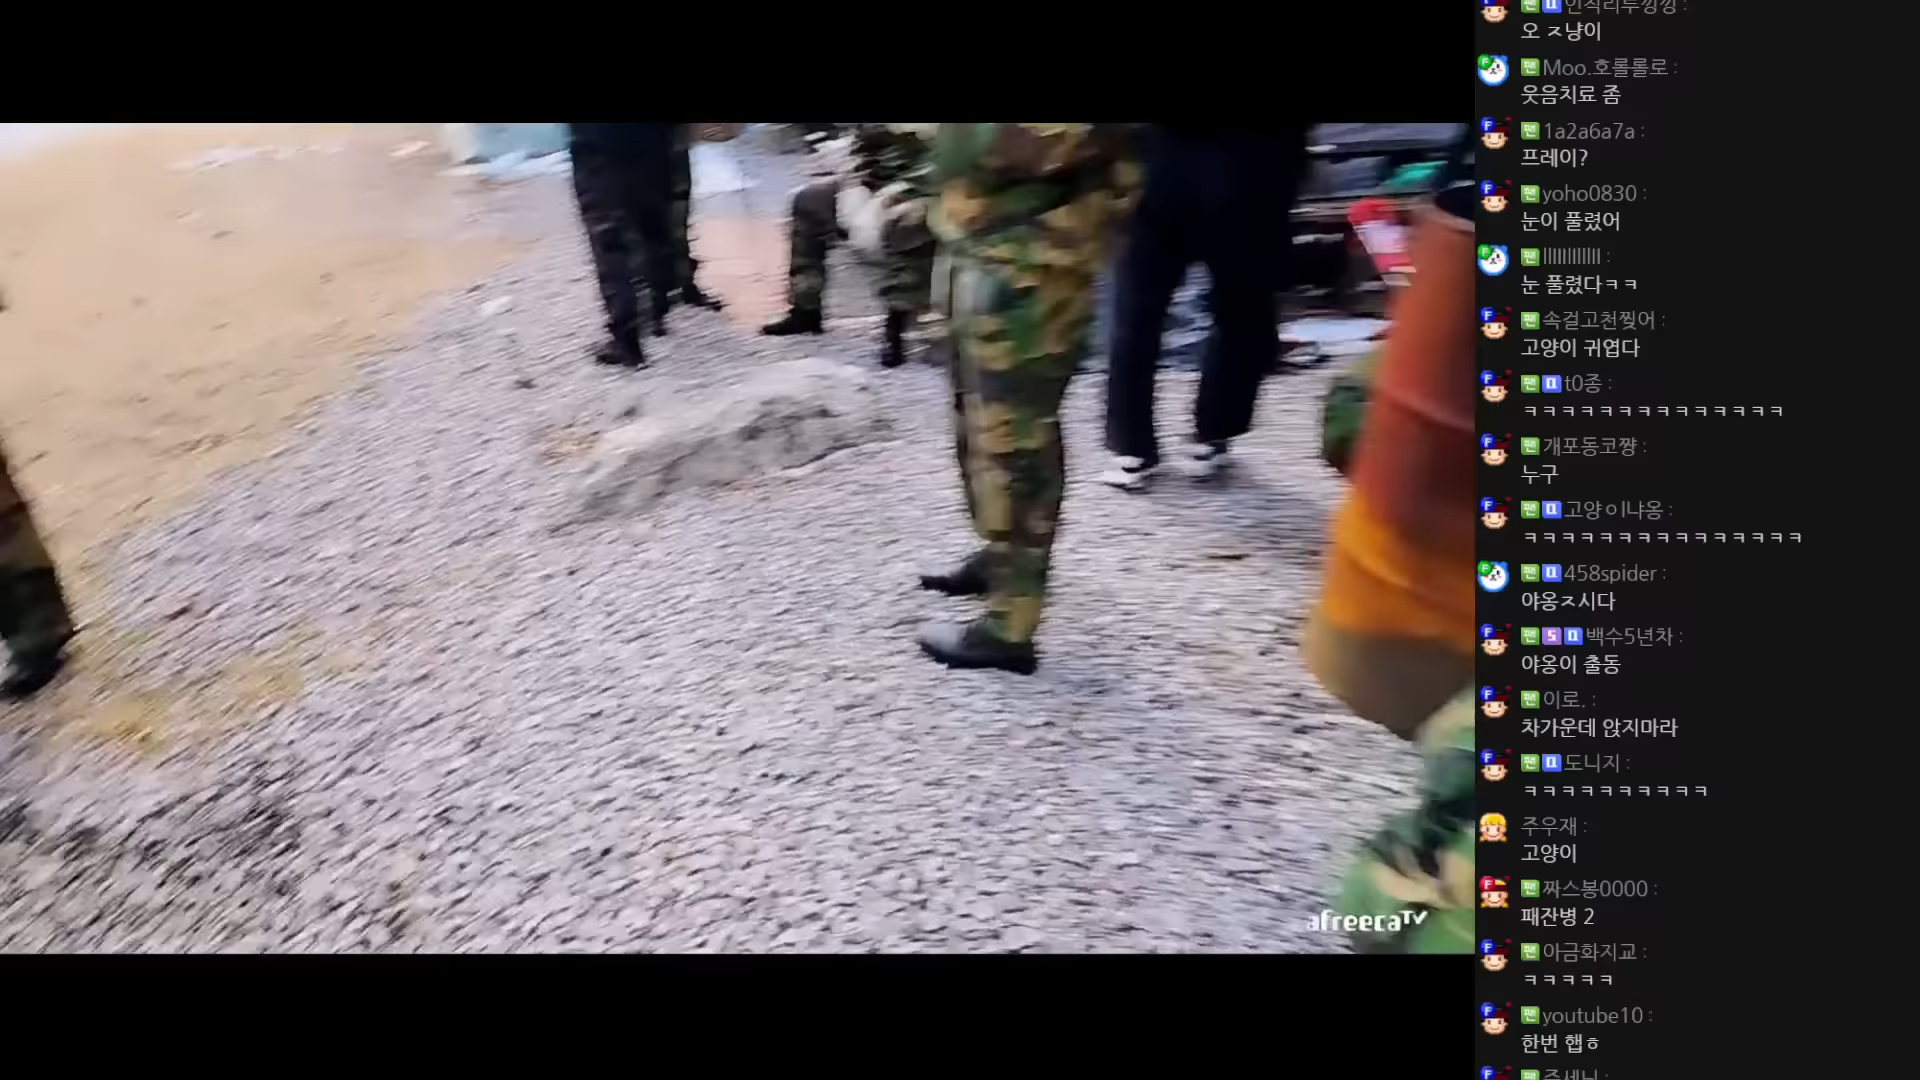 오 ㅈ냥이
Moo.호롤롤로 :
웃음치료 좀
1a2a6a7a :
프레이?
yoho0830 :
눈이 풀렸어
llllllllllll :
눈 풀렸다ㅋㅋ
속걸고천찢어 :
고양이 귀엽다
t0종 :
ㅋㅋㅋㅋㅋㅋㅋㅋㅋㅋㅋㅋㅋㅋ
개포동코쨩 :
누구
고양ㅇl냐옹 :
ㅋㅋㅋㅋㅋㅋㅋㅋㅋㅋㅋㅋㅋㅋㅋ
458spider :
야옹ㅈ시다
백수5년차 :
야옹이 출동
이로. :
차가운데 앉지마라
도니지 :
ㅋㅋㅋㅋㅋㅋㅋㅋㅋㅋ
주우재 :
고양이
짜스봉0000 :
패잔병 2
아금화지교 :
ㅋㅋㅋㅋㅋ
youtube10 :
한번 햅ㅎ
afreecaTV